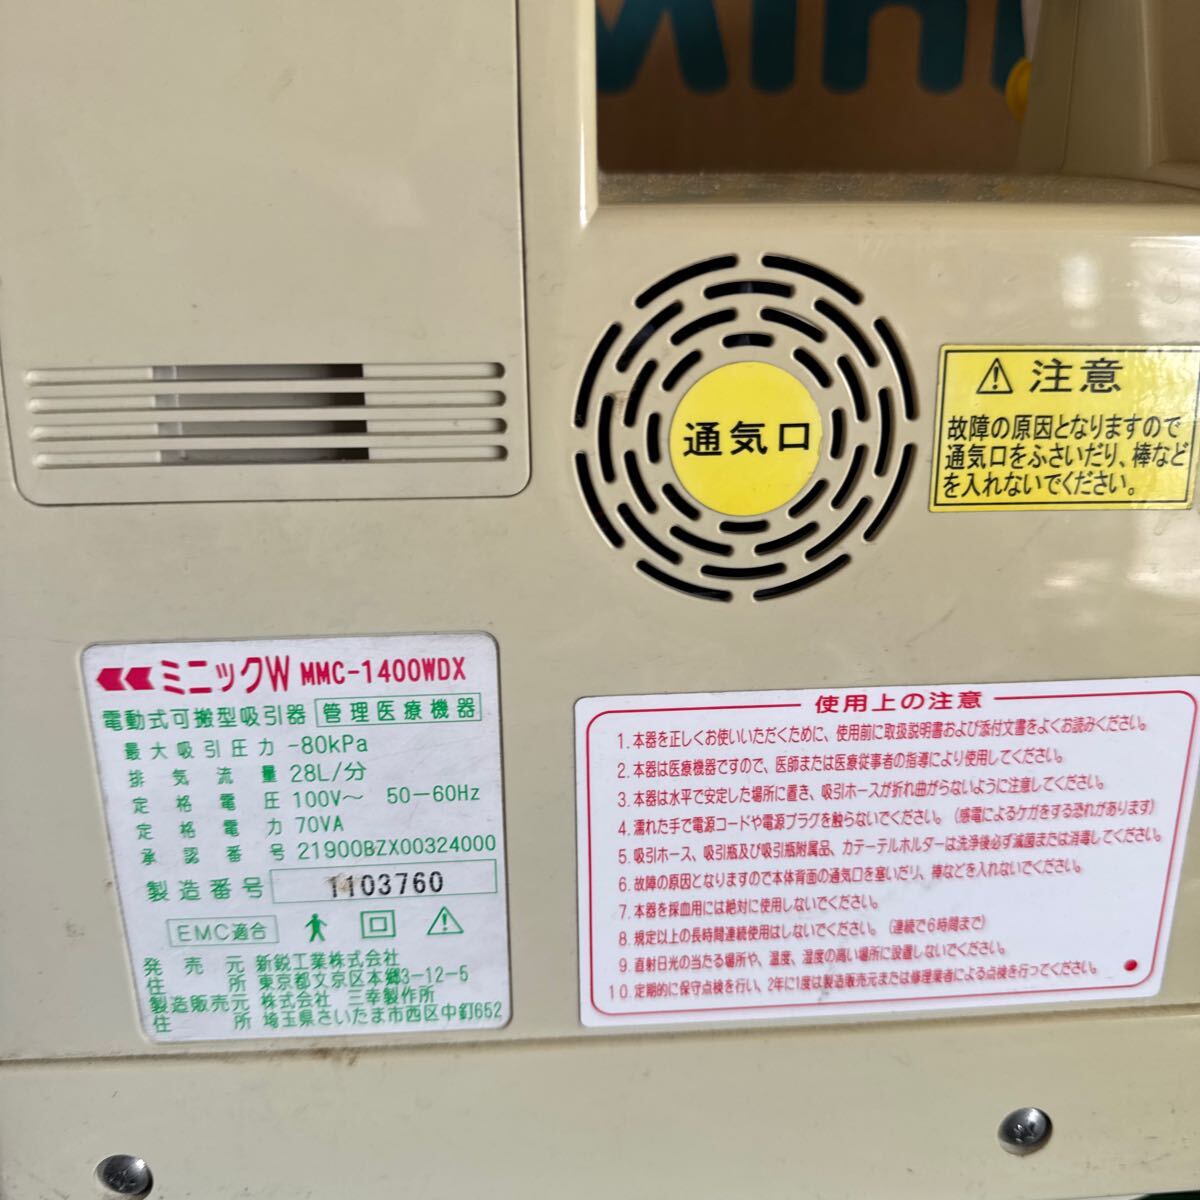 MINI
通気口
⚠ 注意
故障の原因となりますので
通気口をふさいだり、棒など
を入れないでください。
ミニックW MMC-1400WDX
電動式可搬型吸引器 管理医療機器
最大吸引圧力 -80kPa
排気流量 28L/分
定格電圧 100V～ 50-60Hz
定格電力 70VA
承認番号 21900BZX00324000
製造番号 1103760
EMC適合
発売元 新鋭工業株式会社
住所 東京都文京区本郷3-12-5
製造販売元 株式会社 三幸製作所
住所 埼玉県さいたま市西区中釘652
使用上の注意
1. 本器を正しくお使いいただくために、使用前に取扱説明書および添付文書をよくお読みください。
2. 本器は医療機器ですので、医師または医療従事者の指導により使用してください。
3. 本器は水平で安定した場所に置き、吸引ホースが折れ曲がらないように注意してください。
4. 濡れた手で電源コードや電源プラグを触らないでください。(感電によるケガをする恐れがあります)
5. 吸引ホース、吸引瓶及び吸引瓶附属品、カテーテルホルダーは洗浄後必ず滅菌または消毒してください。
6. 故障の原因となりますので本体背面の通気口を塞いだり、棒などを入れないでください。
7. 本器を採血用には絶対に使用しないでください。
8. 規定以上の長時間連続使用はしないでください。(連続で6時間まで)
9. 直射日光の当たる場所や、温度、湿度の高い場所に設置しないでください。
10. 定期的に保守点検を行い、2年に1度は製造販売元または修理業者による点検を行ってください。